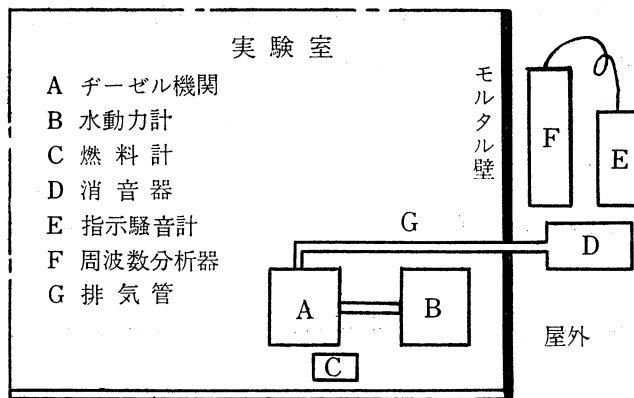 実験室
A ヂーゼル機関
B 水動力計
C 燃料計
D 消音器
E 指示騒音計
F 周波数分析器
G 排気管
モルタル壁
F
E
G
D
A
B
C
屋外